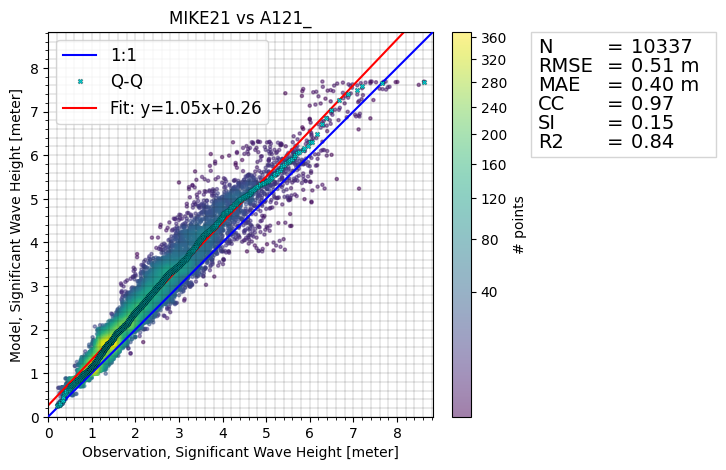 MIKE21 vs A121_
1:1
Q-Q
Fit: y=1.05x+0.26
Model, Significant Wave Height [meter]
8
7
6
5
4
3
2
1
0
0 1 2 3 4 5 6 7 8
Observation, Significant Wave Height [meter]
360
320
280
240
200
160
120
80
40
# points
N = 10337
RMSE = 0.51 m
MAE = 0.40 m
CC = 0.97
SI = 0.15
R2 = 0.84